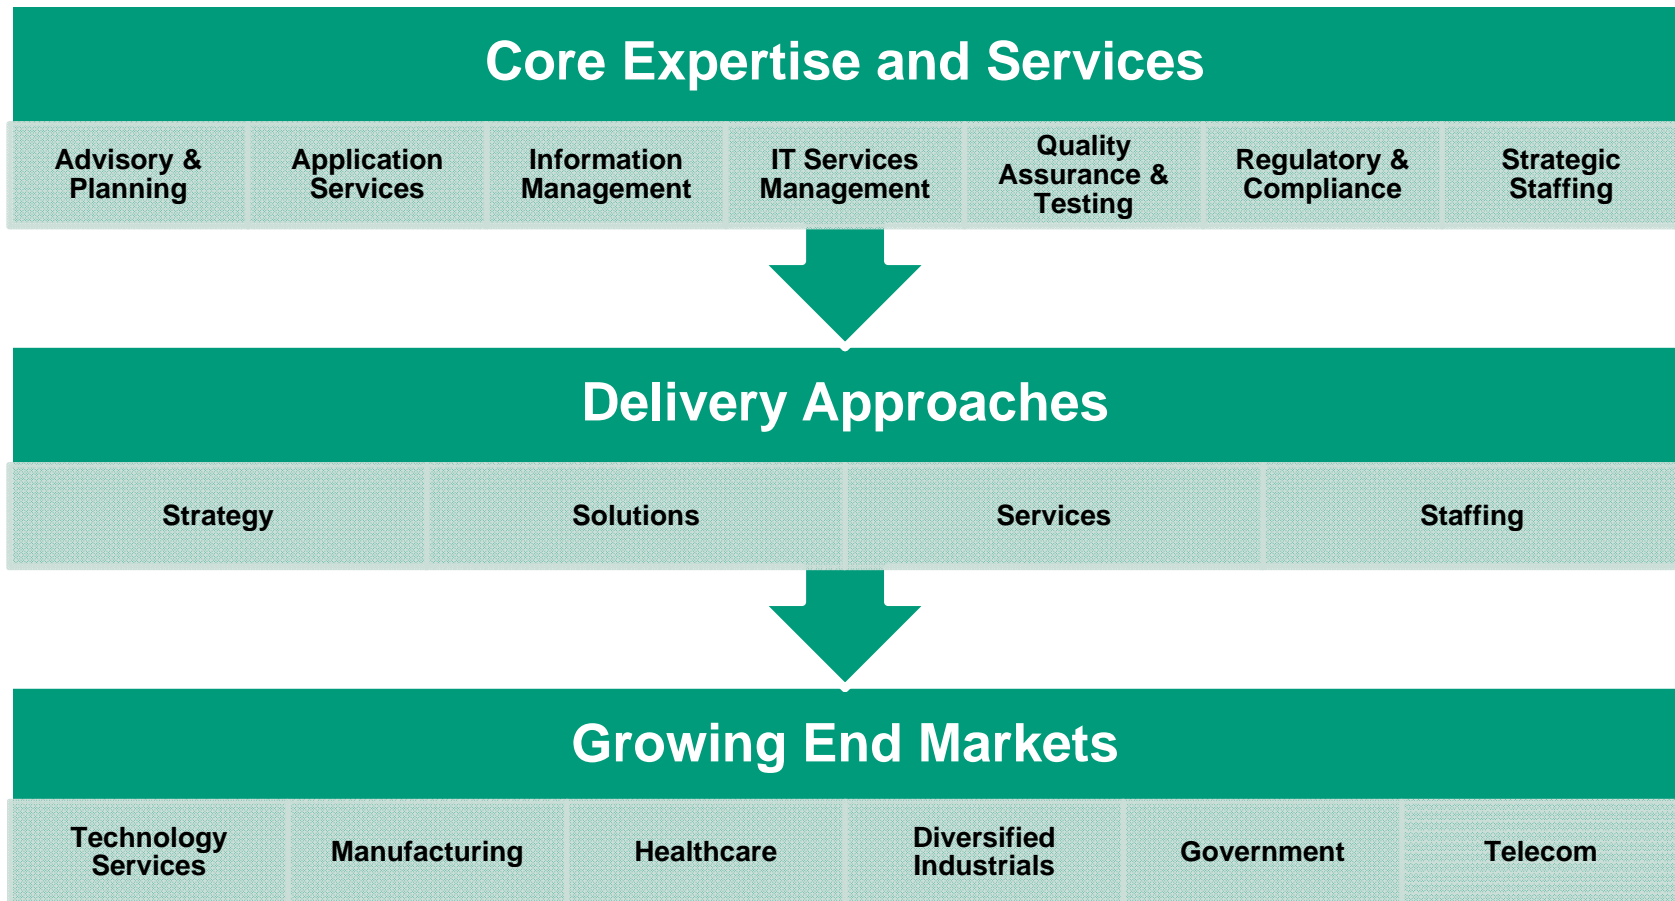 Core Expertise and Services
Advisory &
Planning
Application
Services
Information
Management
IT Services
Management
Quality
Assurance &
Testing
Regulatory &
Compliance
Strategic
Staffing
Delivery Approaches
Strategy
Solutions
Services
Staffing
Growing End Markets
Technology
Services
Manufacturing
Healthcare
Diversified
Industrials
Government
Telecom